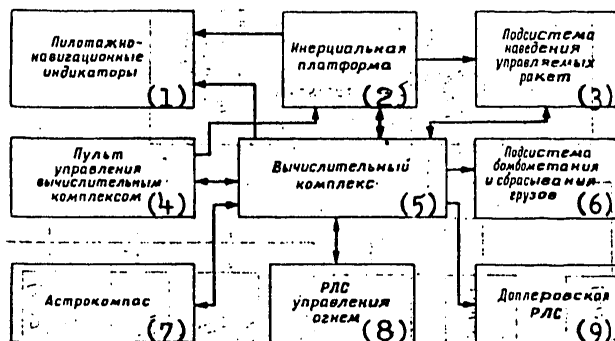 Пилотажно-
навигационные
индикаторы
(1)
Инерциальная
платформа
(2)
Подсистема
наведения
управляемых
ракет
(3)
Пульт
управления
вычислительным
комплексом
(4)
Вычислительный
комплекс
(5)
Подсистема
бомбометания
и сбрасывания
грузов
(6)
Астрокомпас
(7)
РЛС
управления
огнем
(8)
Доплеровская
РЛС
(9)